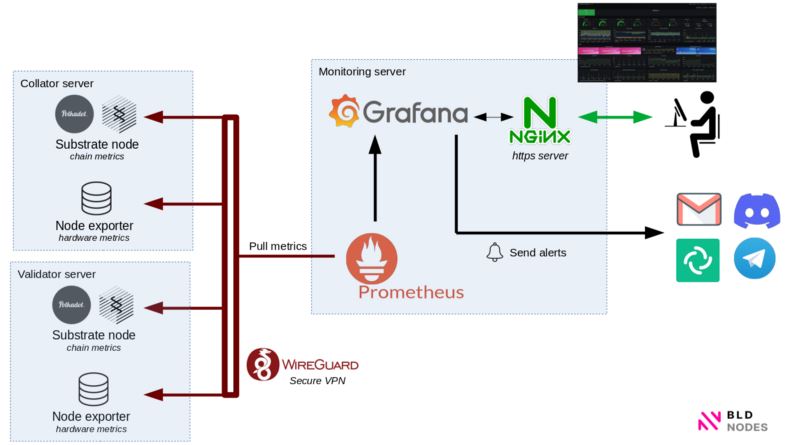 Collator server
Polkadot.
Substrate node
chain metrics
Node exporter
hardware metrics
Validator server
Polkadot.
Substrate node
chain metrics
Node exporter
hardware metrics
Pull metrics
WIREGUARD
Secure VPN
Monitoring server
Grafana
NGINX
https server
Send alerts
Prometheus
BLD
NODES